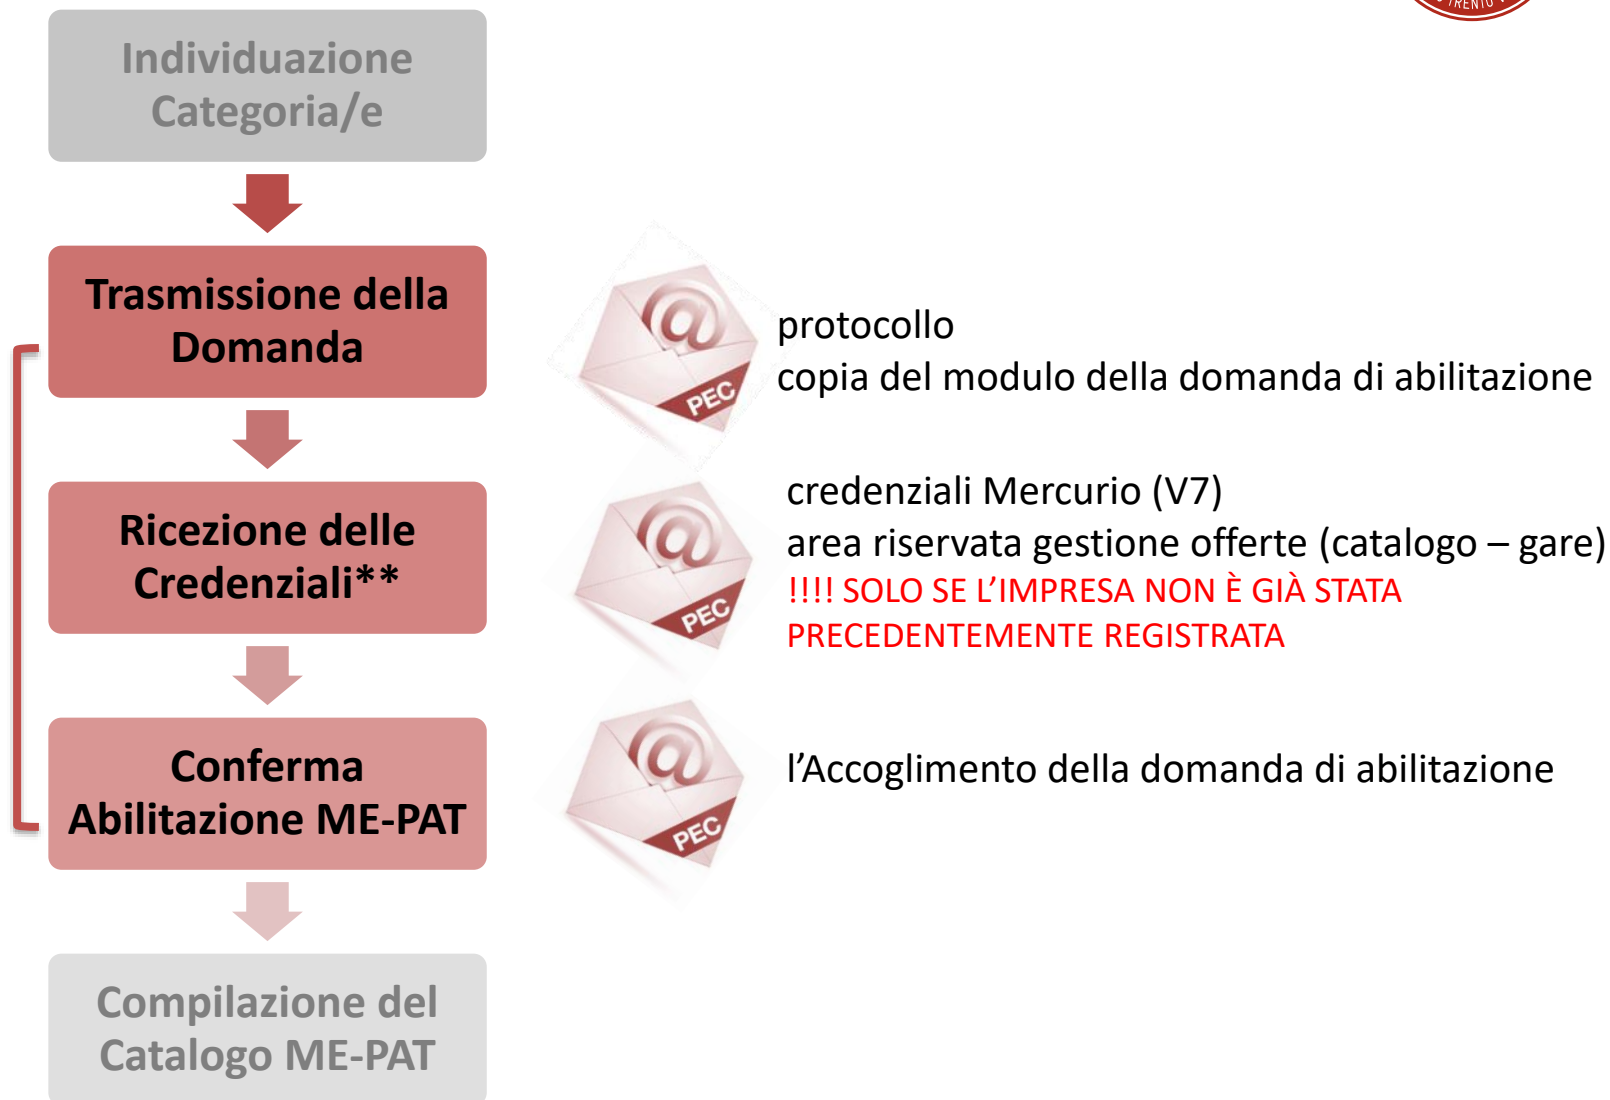 TRENTO
Individuazione
Categoria/e
Trasmissione della
Domanda
@
PEC
protocollo
copia del modulo della domanda di abilitazione
Ricezione delle
Credenziali**
@
PEC
credenziali Mercurio (V7)
area riservata gestione offerte (catalogo – gare)
!!!! SOLO SE L’IMPRESA NON È GIÀ STATA
PRECEDENTEMENTE REGISTRATA
Conferma
Abilitazione ME-PAT
@
PEC
l’Accoglimento della domanda di abilitazione
Compilazione del
Catalogo ME-PAT